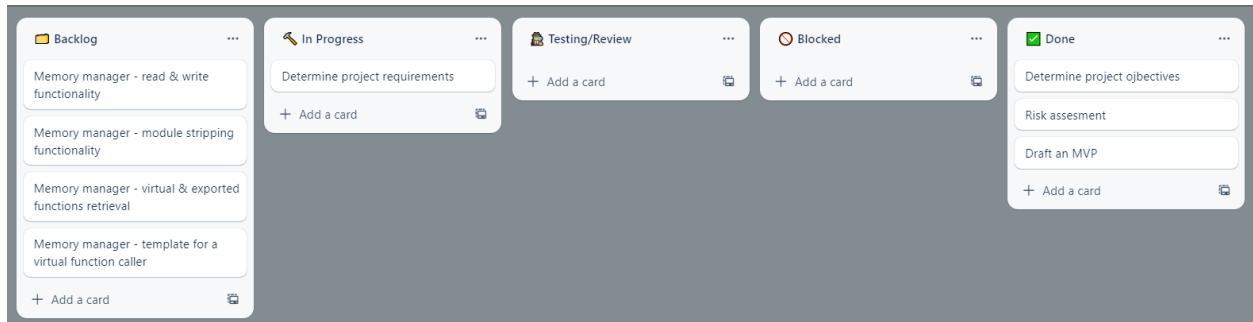 Backlog
Memory manager - read & write
functionality
Memory manager - module stripping
functionality
Memory manager - virtual & exported
functions retrieval
Memory manager - template for a
virtual function caller
+ Add a card
In Progress
Determine project requirements
+ Add a card
Testing/Review
+ Add a card
Blocked
+ Add a card
Done
Determine project ojbectives
Risk assesment
Draft an MVP
+ Add a card